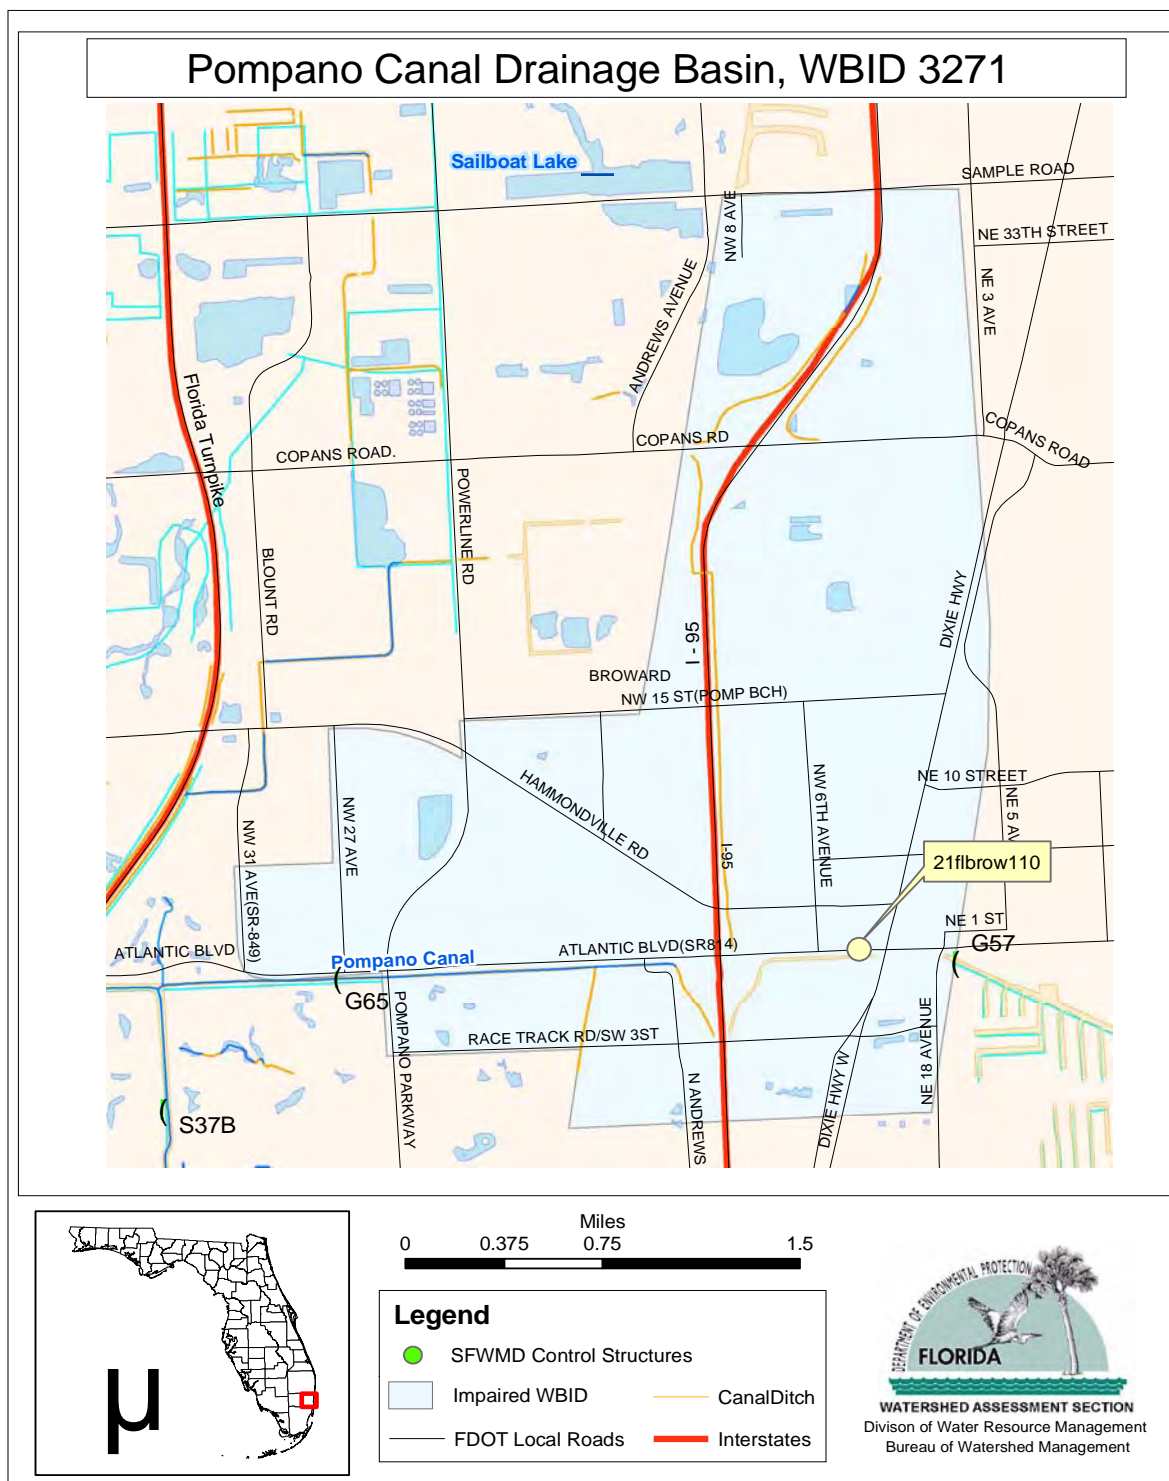 Pompano Canal Drainage Basin, WBID 3271
Sailboat Lake
SAMPLE ROAD
NW 8 AVE
NE 33TH STREET
ANDREWS AVENUE
NE 3 AVE
Florida Turnpike
COPANS ROAD.
COPANS RD
COPANS ROAD
POWERLINE RD
BLOUNT RD
DIXIE HWY
I - 95
BROWARD
NW 15 ST(POMP BCH)
HAMMONDVILLE RD
NE 10 STREET
NW 27 AVE
NW 31 AVE(SR-849)
NW 6TH AVENUE
NE 5 AV
I-95
21flbrow110
NE 1 ST
ATLANTIC BLVD
ATLANTIC BLVD(SR814)
G57
Pompano Canal
G65
POMPANO PARKWAY
RACE TRACK RD/SW 3ST
NE 18 AVENUE
N ANDREWS
DIXIE HWY W
S37B
Miles
0 0.375 0.75 1.5
Legend
SFWMD Control Structures
Impaired WBID
CanalDitch
FDOT Local Roads
Interstates
µ
DEPARTMENT OF ENVIRONMENTAL PROTECTION
FLORIDA
WATERSHED ASSESSMENT SECTION
Divison of Water Resource Management
Bureau of Watershed Management